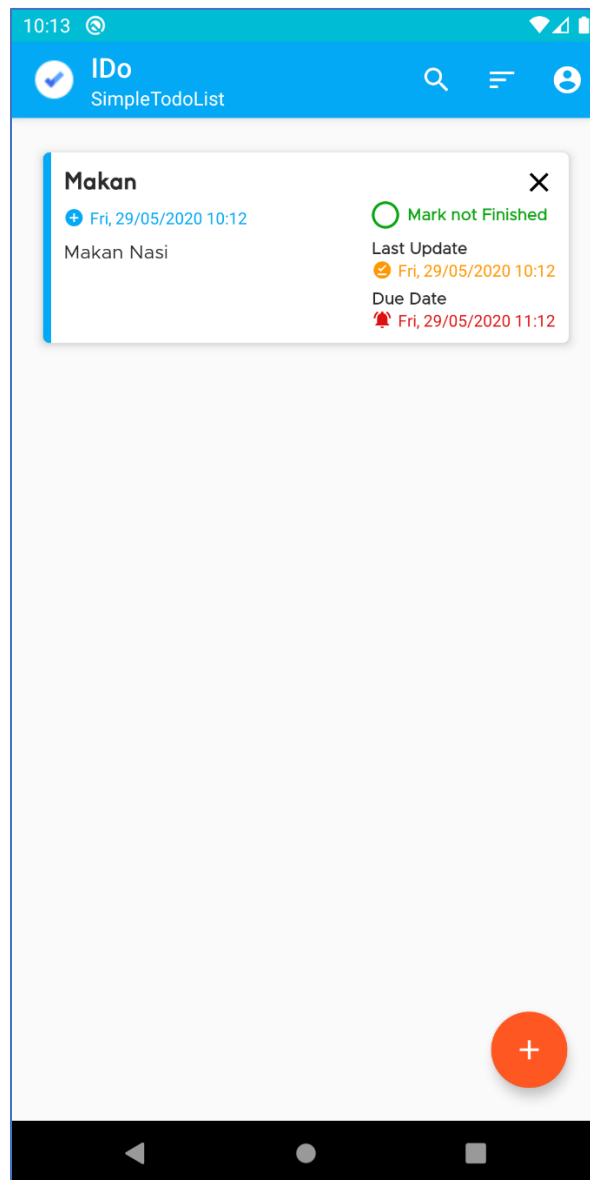 10:13
IDo
SimpleTodoList
Makan
Fri, 29/05/2020 10:12
Makan Nasi
Mark not Finished
Last Update
Fri, 29/05/2020 10:12
Due Date
Fri, 29/05/2020 11:12